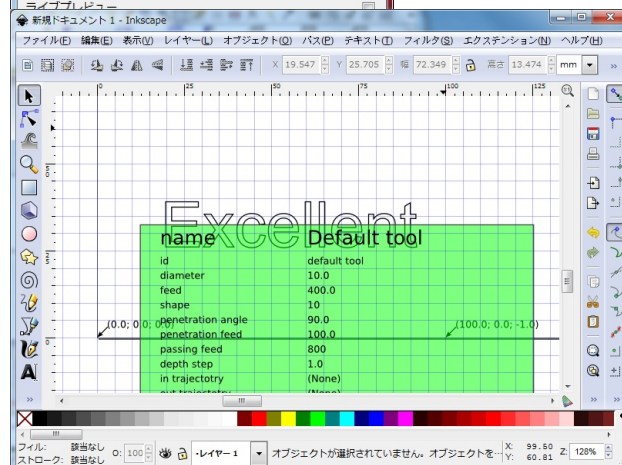 ライブプレビュー
新規ドキュメント 1 - Inkscape
ファイル(F) 編集(E) 表示(V) レイヤー(L) オブジェクト(O) パス(P) テキスト(T) フィルタ(S) エクステンション(N) ヘルプ(H)
X 19.547 Y 25.705 幅 72.349 高さ 13.474 mm
0 25 50 75 100 125
Excellent
name Default tool
id default tool
diameter 10.0
feed 400.0
shape 10
penetration angle 90.0
(0.0; 0.0; 0.0) (100.0; 0.0; -1.0)
penetration feed 100.0
passing feed 800
depth step 1.0
in trajectotry (None)
out trajectotry (None)
フィル: 該当なし
ストローク: 該当なし
O: 100
・レイヤー 1
オブジェクトが選択されていません。オブジェクトを…
X: 99.50
Y: 60.81
Z: 128%